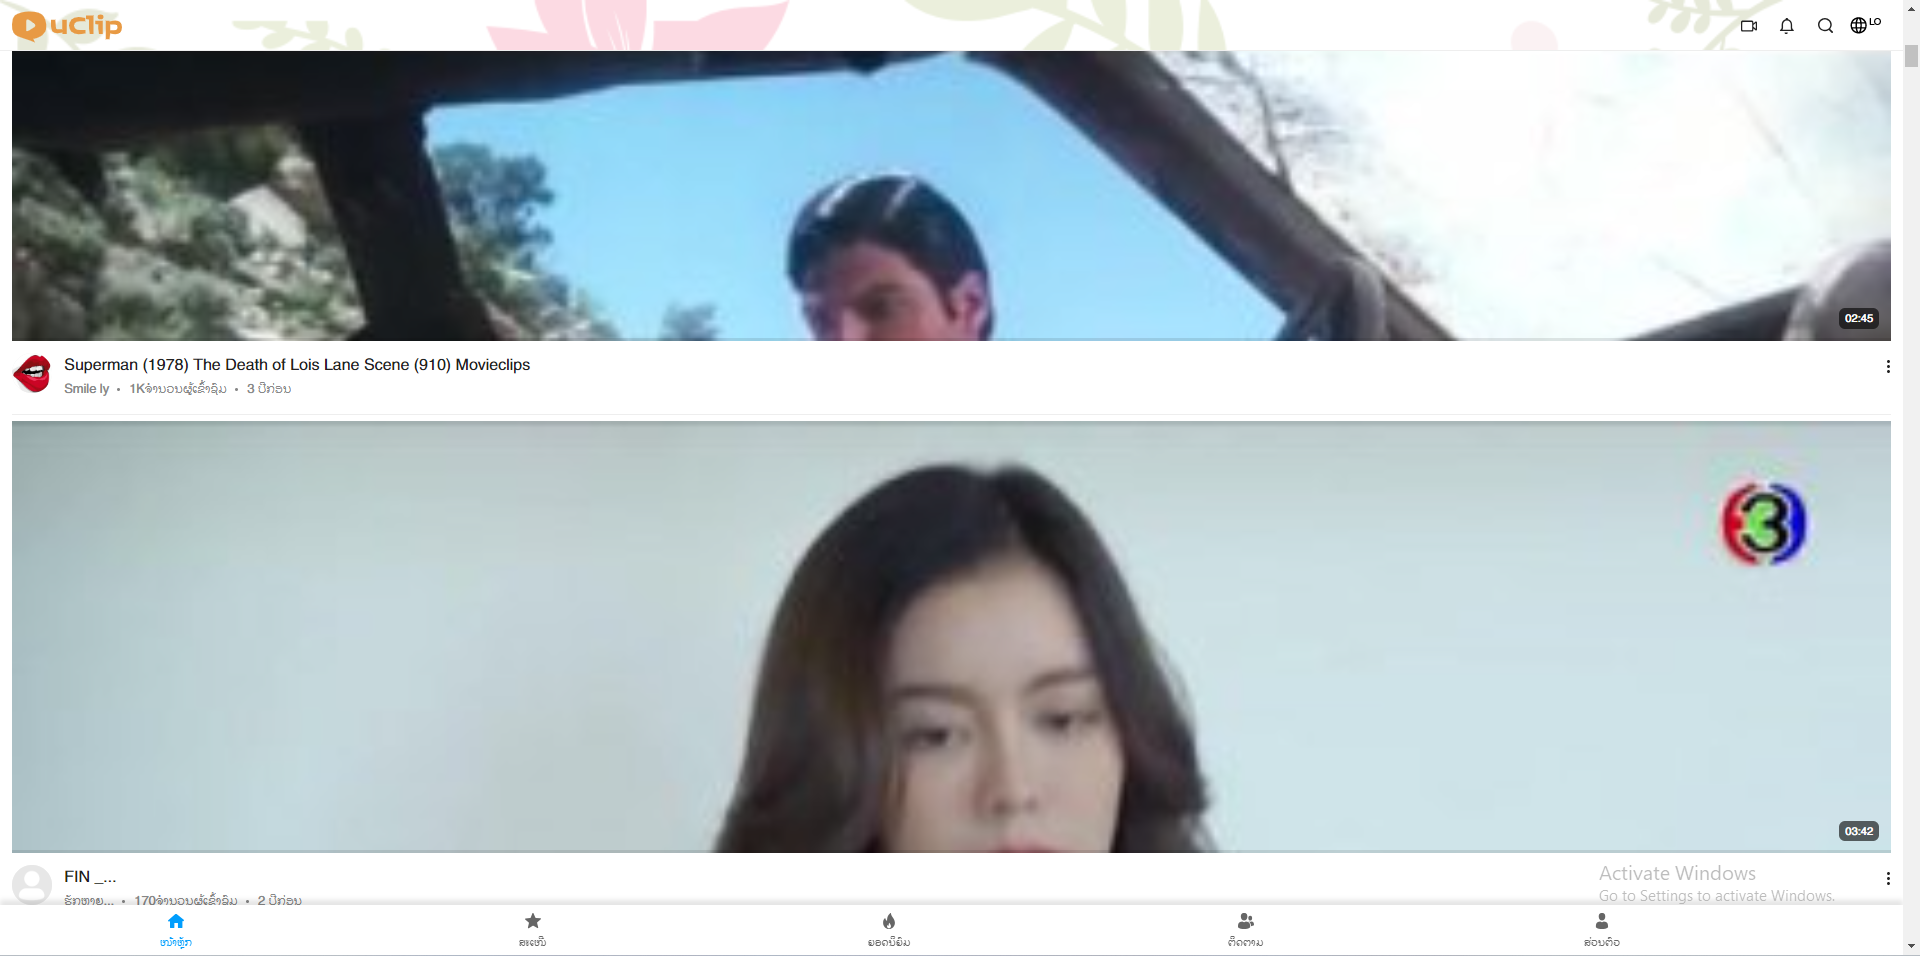 uClip
LO
02:45
Superman (1978) The Death of Lois Lane Scene (910) Movieclips
Smile ly • 1Kຈຳນວນຜູ້ເຂົ້າຊົມ • 3 ປີກ່ອນ
3
03:42
FIN _...
ຮັກຫາຍ... • 170ຈຳນວນຜູ້ເຂົ້າຊົມ • 2 ປີກ່ອນ
Activate Windows
Go to Settings to activate Windows.
ໜ້າຫຼັກ
ສະເໜີ
ຍອດນິຍົມ
ຕິດຕາມ
ສ່ວນຕົວ